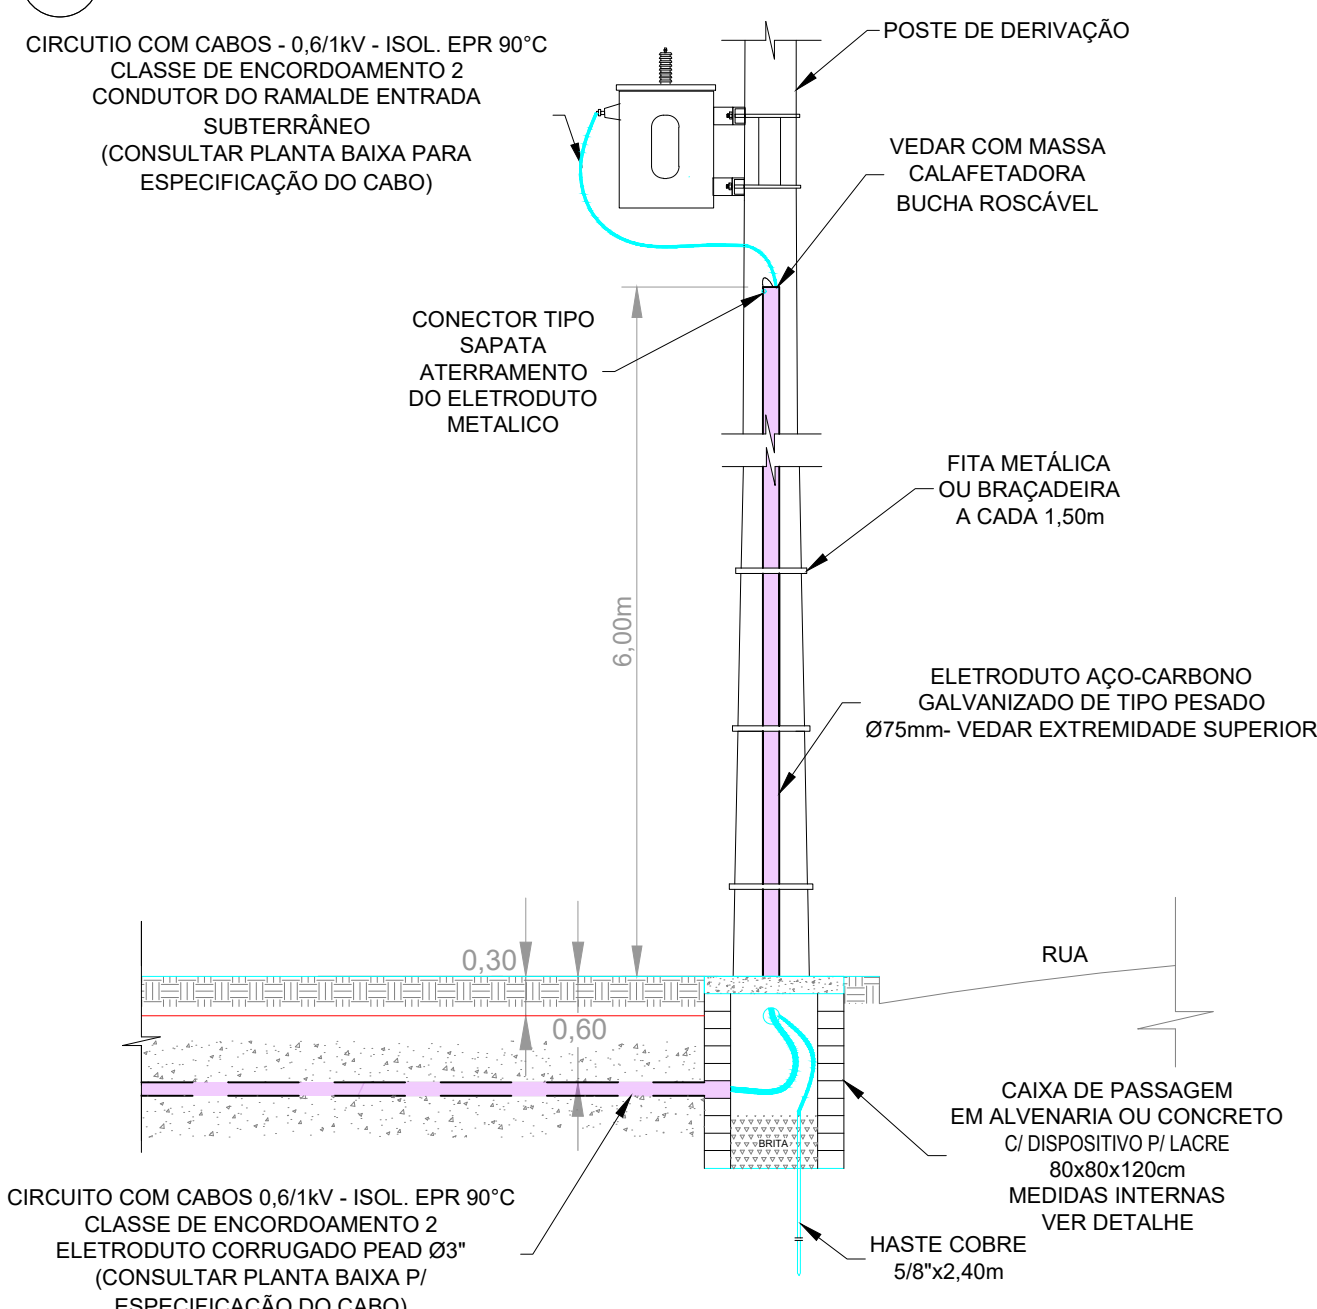 CIRCUTIO COM CABOS - 0,6/1kV - ISOL. EPR 90°C
CLASSE DE ENCORDOAMENTO 2
CONDUTOR DO RAMALDE ENTRADA
SUBTERRÂNEO
(CONSULTAR PLANTA BAIXA PARA
ESPECIFICAÇÃO DO CABO)
POSTE DE DERIVAÇÃO
VEDAR COM MASSA
CALAFETADORA
BUCHA ROSCÁVEL
CONECTOR TIPO
SAPATA
ATERRAMENTO
DO ELETRODUTO
METALICO
FITA METÁLICA
OU BRAÇADEIRA
A CADA 1,50m
6,00m
ELETRODUTO AÇO-CARBONO
GALVANIZADO DE TIPO PESADO
Ø75mm- VEDAR EXTREMIDADE SUPERIOR
0,30
0,60
RUA
BRITA
CAIXA DE PASSAGEM
EM ALVENARIA OU CONCRETO
C/ DISPOSITIVO P/ LACRE
80x80x120cm
MEDIDAS INTERNAS
VER DETALHE
CIRCUITO COM CABOS 0,6/1kV - ISOL. EPR 90°C
CLASSE DE ENCORDOAMENTO 2
ELETRODUTO CORRUGADO PEAD Ø3"
(CONSULTAR PLANTA BAIXA P/
ESPECIFICAÇÃO DO CABO)
HASTE COBRE
5/8"x2,40m